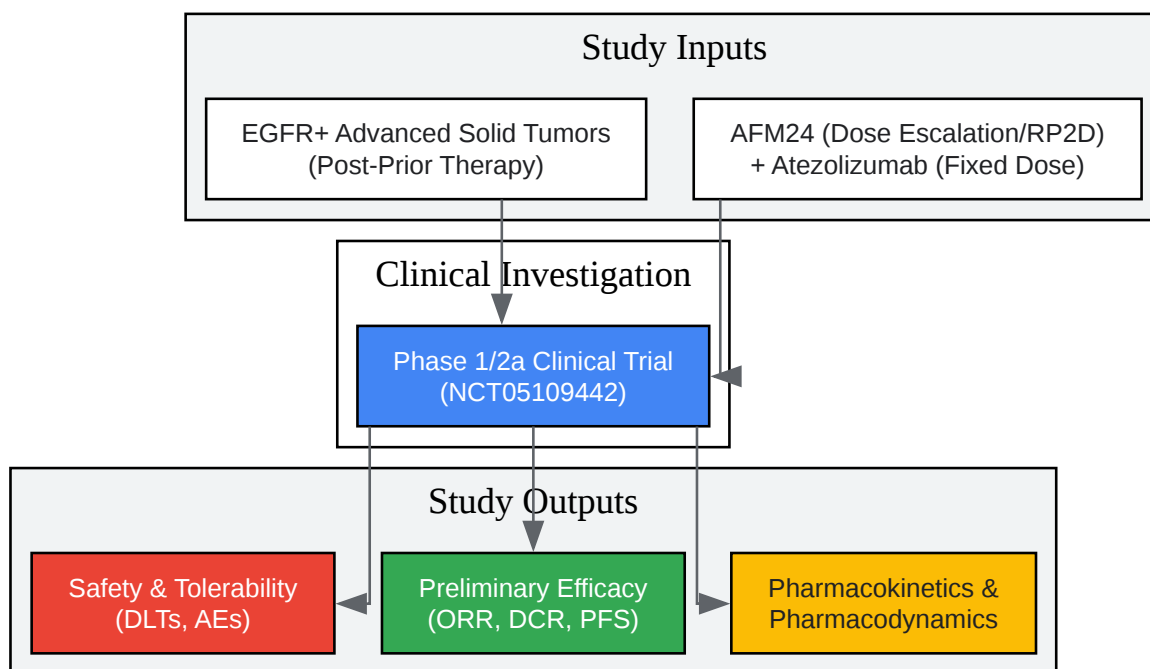 Study Inputs
EGFR+ Advanced Solid Tumors
(Post-Prior Therapy)
AFM24 (Dose Escalation/RP2D)
+ Atezolizumab (Fixed Dose)
Clinical Investigation
Phase 1/2a Clinical Trial
(NCT05109442)
Study Outputs
Safety & Tolerability
(DLTs, AEs)
Preliminary Efficacy
(ORR, DCR, PFS)
Pharmacokinetics &
Pharmacodynamics